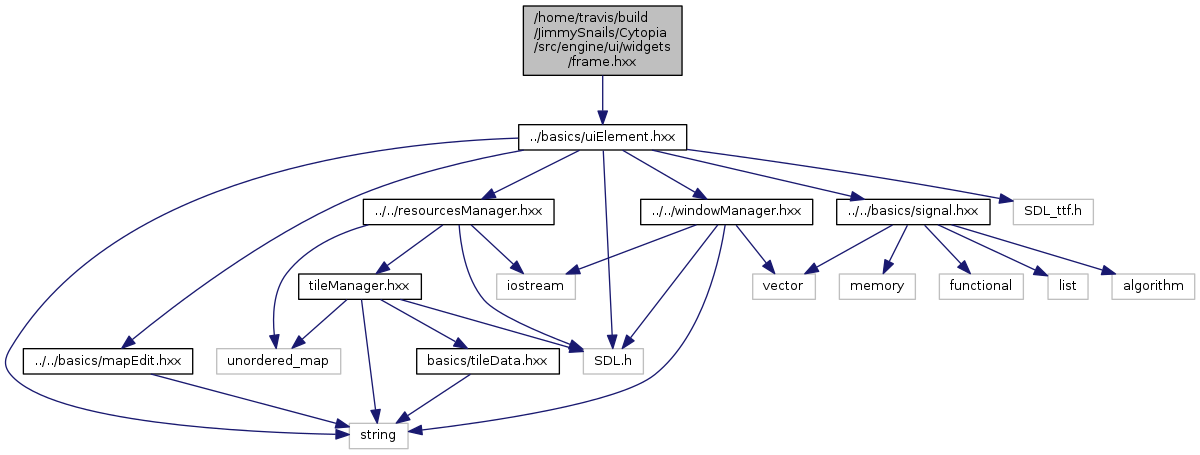 /home/travis/build
/JimmySnails/Cytopia
/src/engine/ui/widgets
/frame.hxx
../basics/uiElement.hxx
../../resourcesManager.hxx
../../windowManager.hxx
../../basics/signal.hxx
SDL_ttf.h
tileManager.hxx
iostream
vector
memory
functional
list
algorithm
../../basics/mapEdit.hxx
unordered_map
basics/tileData.hxx
SDL.h
string